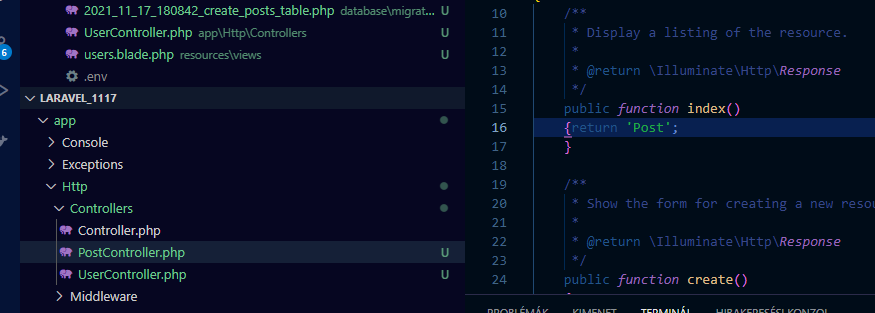 2021_11_17_180842_create_posts_table.php database\migrat... U
UserController.php app\Http\Controllers U
users.blade.php resources\views U
.env
6
LARAVEL_1117
app
Console
Exceptions
Http
Controllers
Controller.php
PostController.php U
UserController.php U
Middleware
10 /**
11 * Display a listing of the resource.
12 *
13 * @return \Illuminate\Http\Response
14 */
15 public function index()
16 {return 'Post';
17 }
18
19 /**
20 * Show the form for creating a new resou
21 *
22 * @return \Illuminate\Http\Response
23 */
24 public function create()
PROBLÉMÁK KIMENET TERMINÁL HIBAKERESÉSI KONZOL